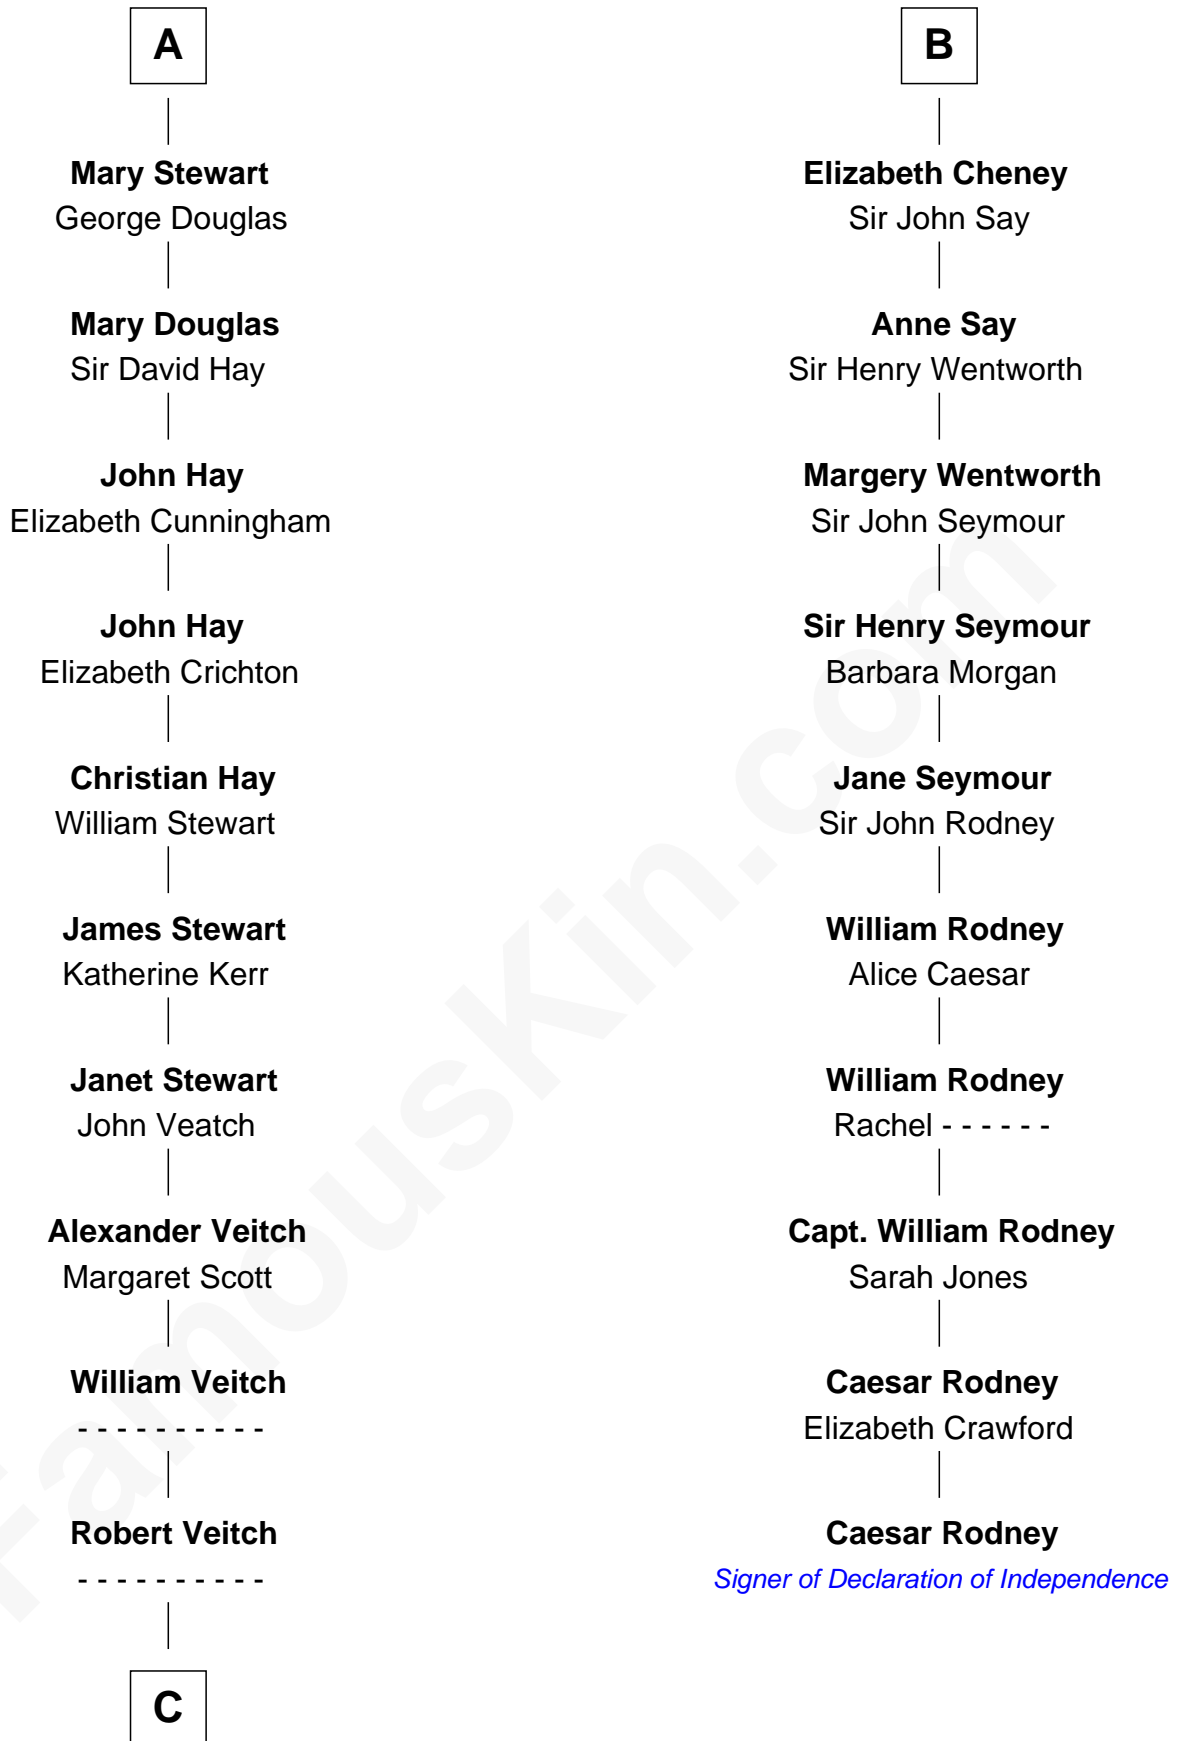 A
Mary Stewart
George Douglas
Mary Douglas
Sir David Hay
John Hay
Elizabeth Cunningham
John Hay
Elizabeth Crichton
Christian Hay
William Stewart
James Stewart
Katherine Kerr
Janet Stewart
John Veatch
Alexander Veitch
Margaret Scott
William Veitch
- - - - - - - - - -
Robert Veitch
- - - - - - - - - -
C
B
Elizabeth Cheney
Sir John Say
Anne Say
Sir Henry Wentworth
Margery Wentworth
Sir John Seymour
Sir Henry Seymour
Barbara Morgan
Jane Seymour
Sir John Rodney
William Rodney
Alice Caesar
William Rodney
Rachel - - - - - -
Capt. William Rodney
Sarah Jones
Caesar Rodney
Elizabeth Crawford
Caesar Rodney
Signer of Declaration of Independence
FamousKin.com